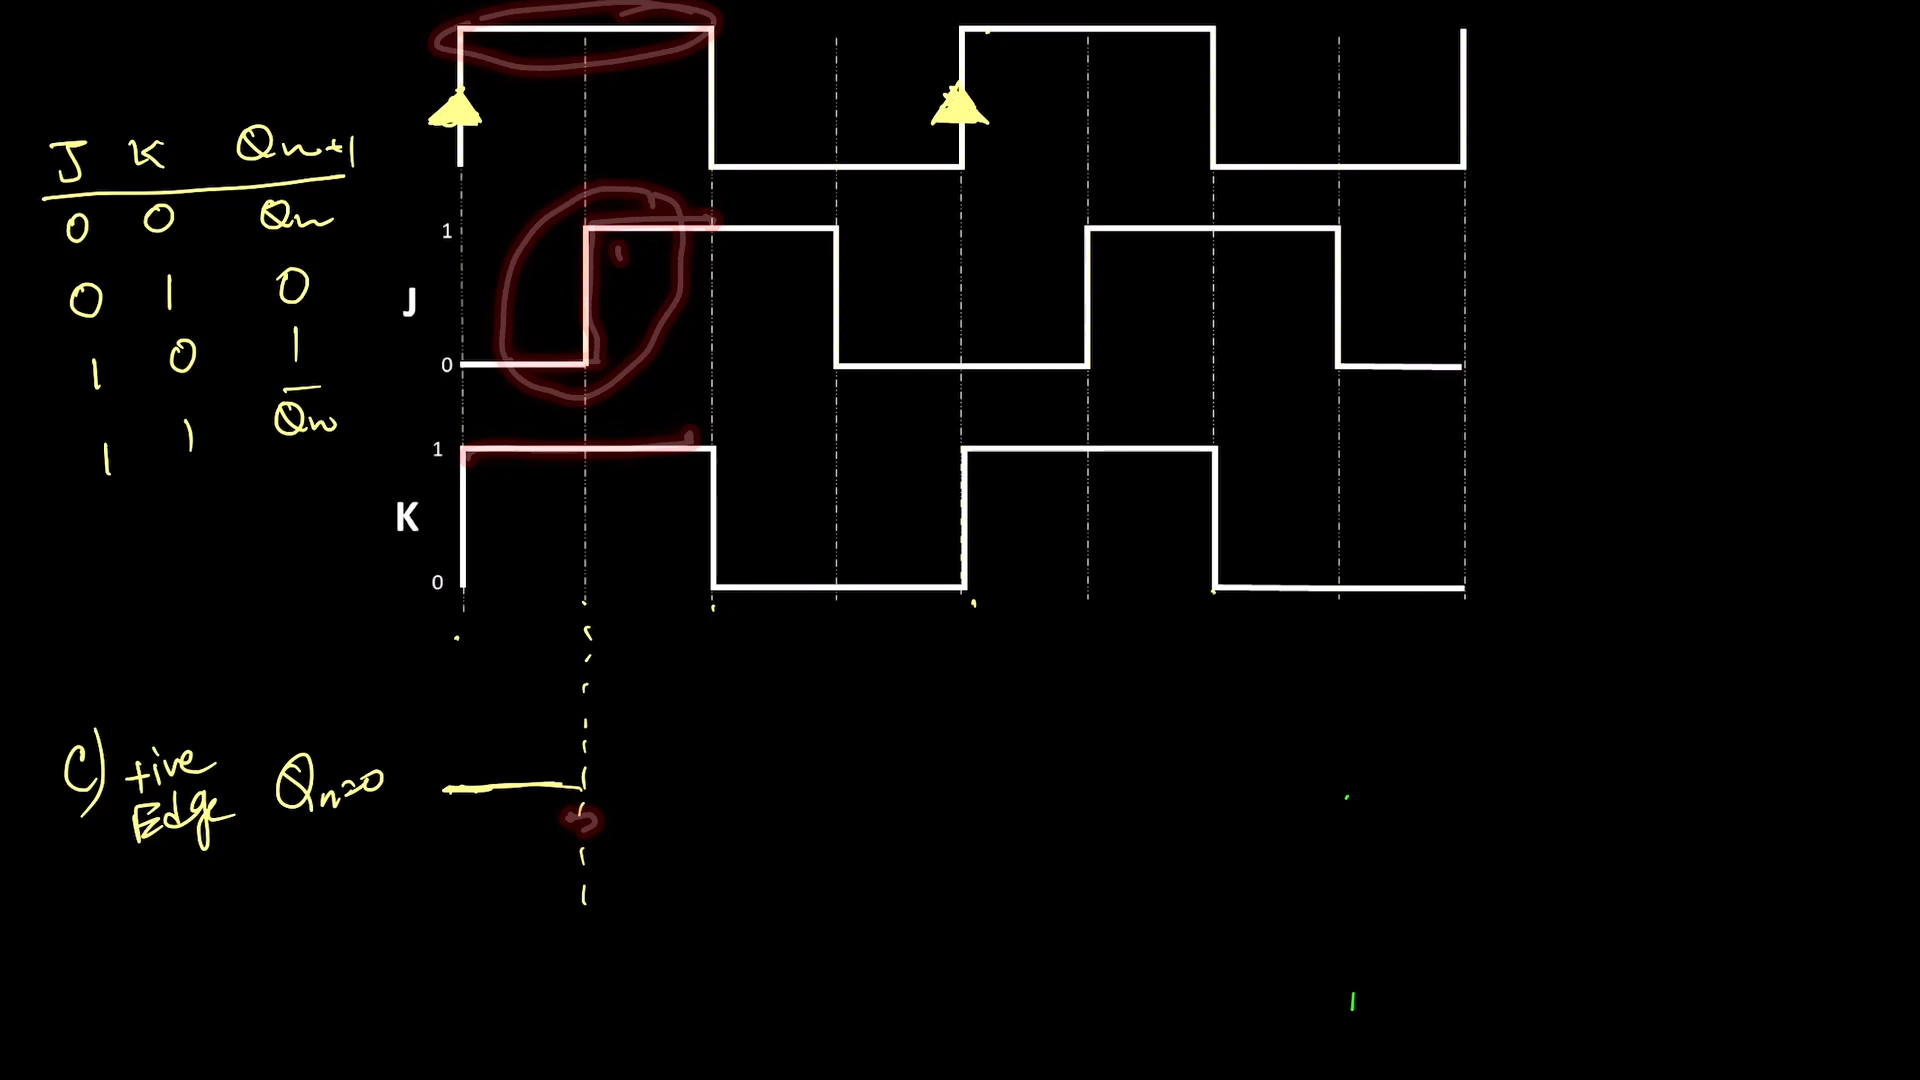 J K Qn+1
0 0 Qn
0 1 0
1 0 1
1 1 Q̅n
1
J
0
1
K
0
C) +ive Edge Qn=0